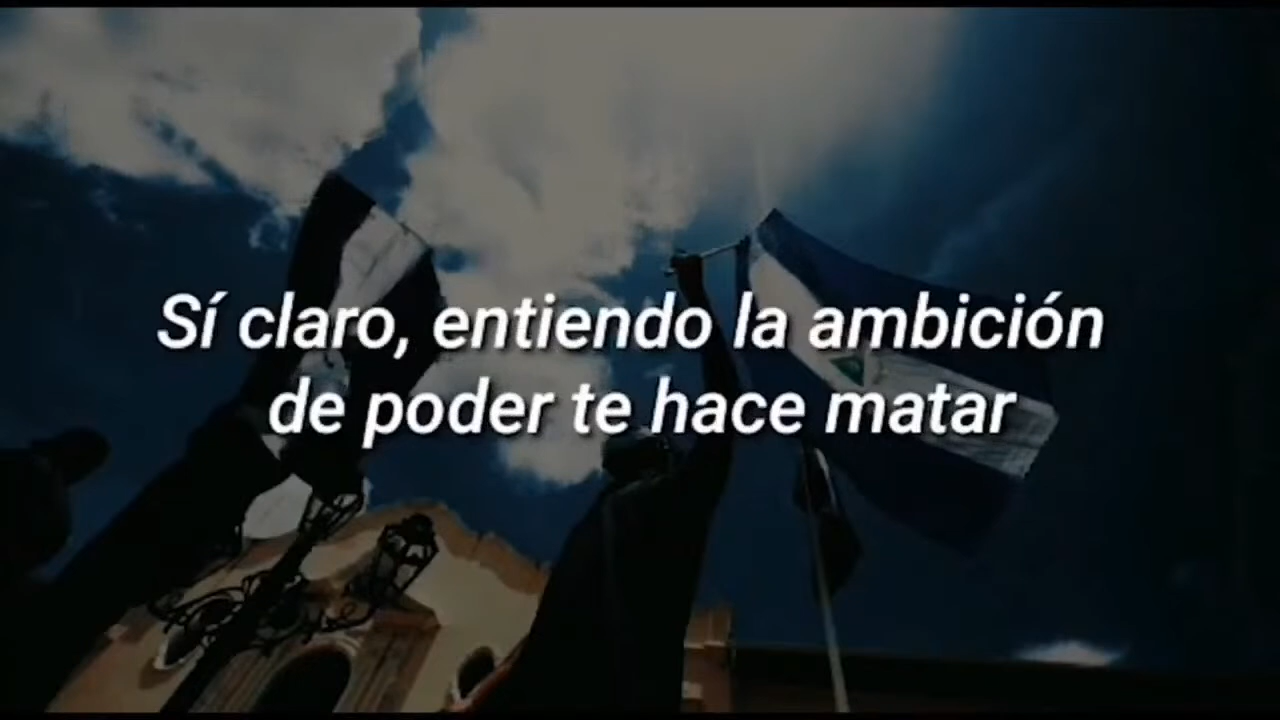 Sí claro, entiendo la ambición
de poder te hace matar